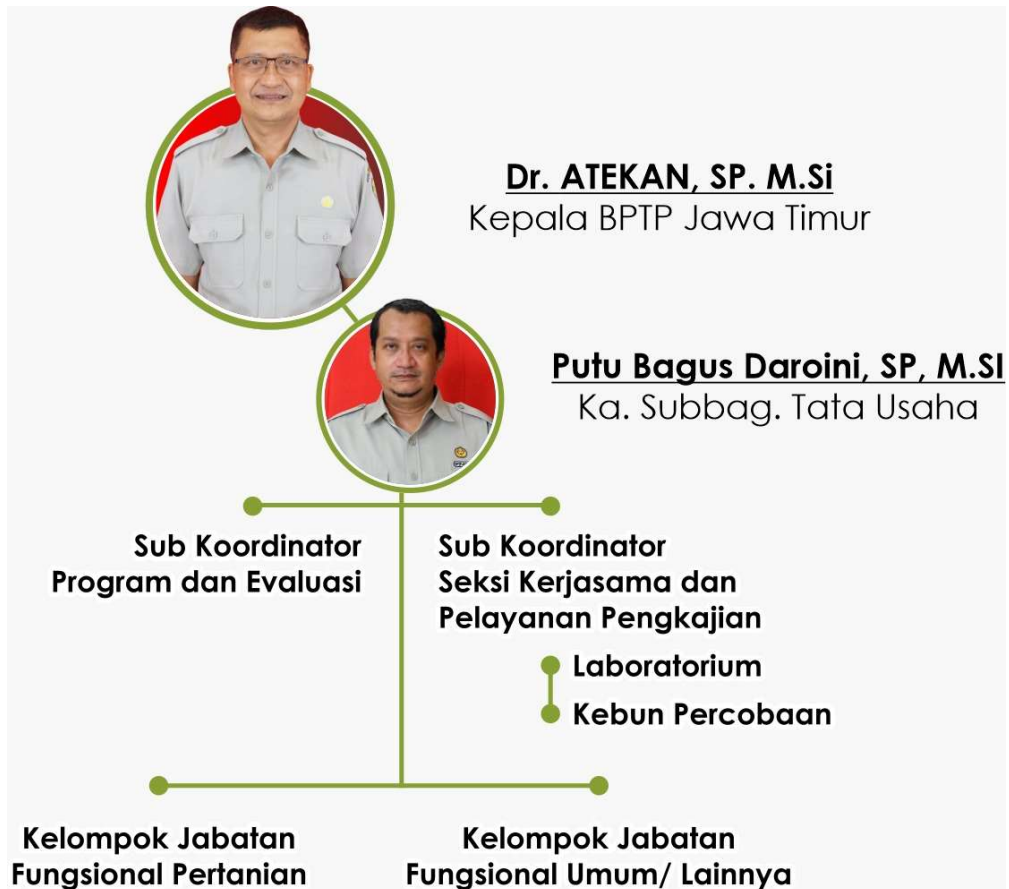 Dr. ATEKAN, SP. M.Si
Kepala BPTP Jawa Timur
Putu Bagus Daroini, SP, M.SI
Ka. Subbag. Tata Usaha
Sub Koordinator
Program dan Evaluasi
Sub Koordinator
Seksi Kerjasama dan
Pelayanan Pengkajian
Laboratorium
Kebun Percobaan
Kelompok Jabatan
Fungsional Pertanian
Kelompok Jabatan
Fungsional Umum/ Lainnya